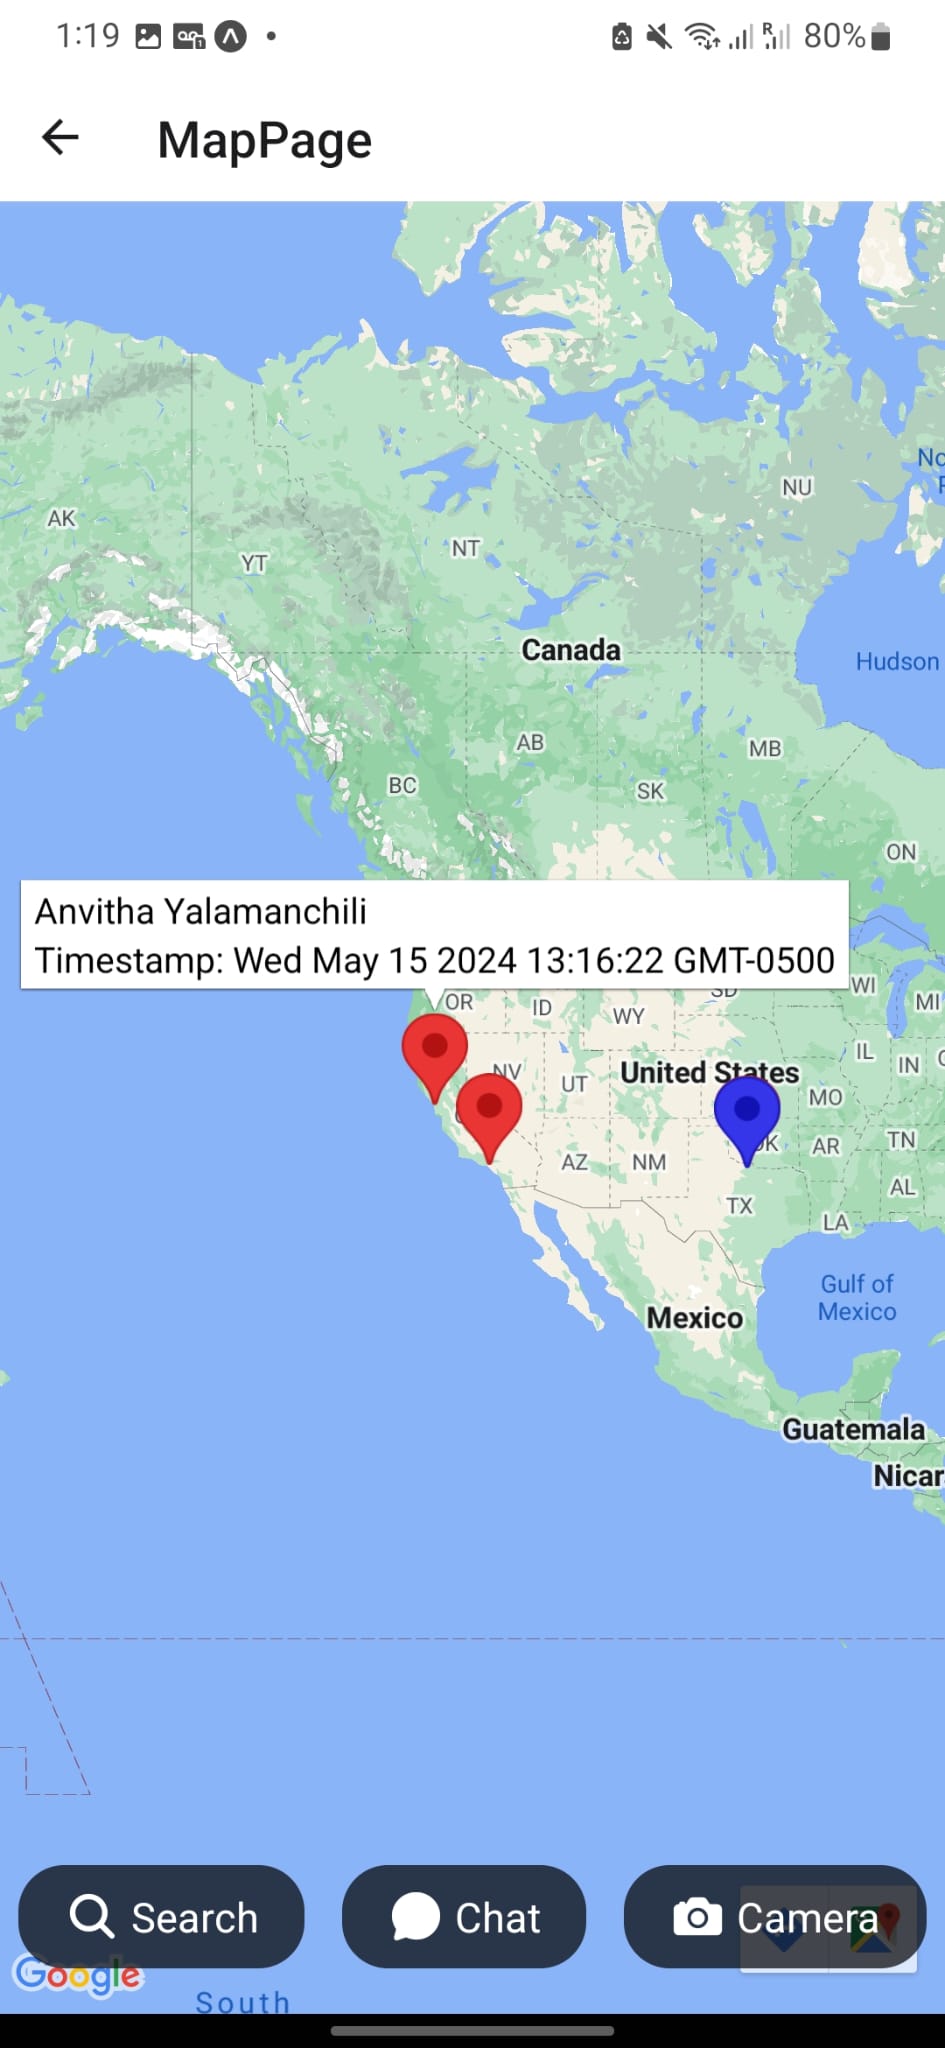 1:19
80%
MapPage
NU
AK
NT
YT
Canada
Hudson
AB
MB
BC
SK
ON
Anvitha Yalamanchili
Timestamp: Wed May 15 2024 13:16:22 GMT-0500
SD
WI
OR
ID
WY
MI
IL
IN
NV
United States
UT
MO
OK
AR
TN
AZ
NM
AL
TX
LA
Gulf of
Mexico
Mexico
Guatemala
Nicar
Search
Chat
Camera
Google
South